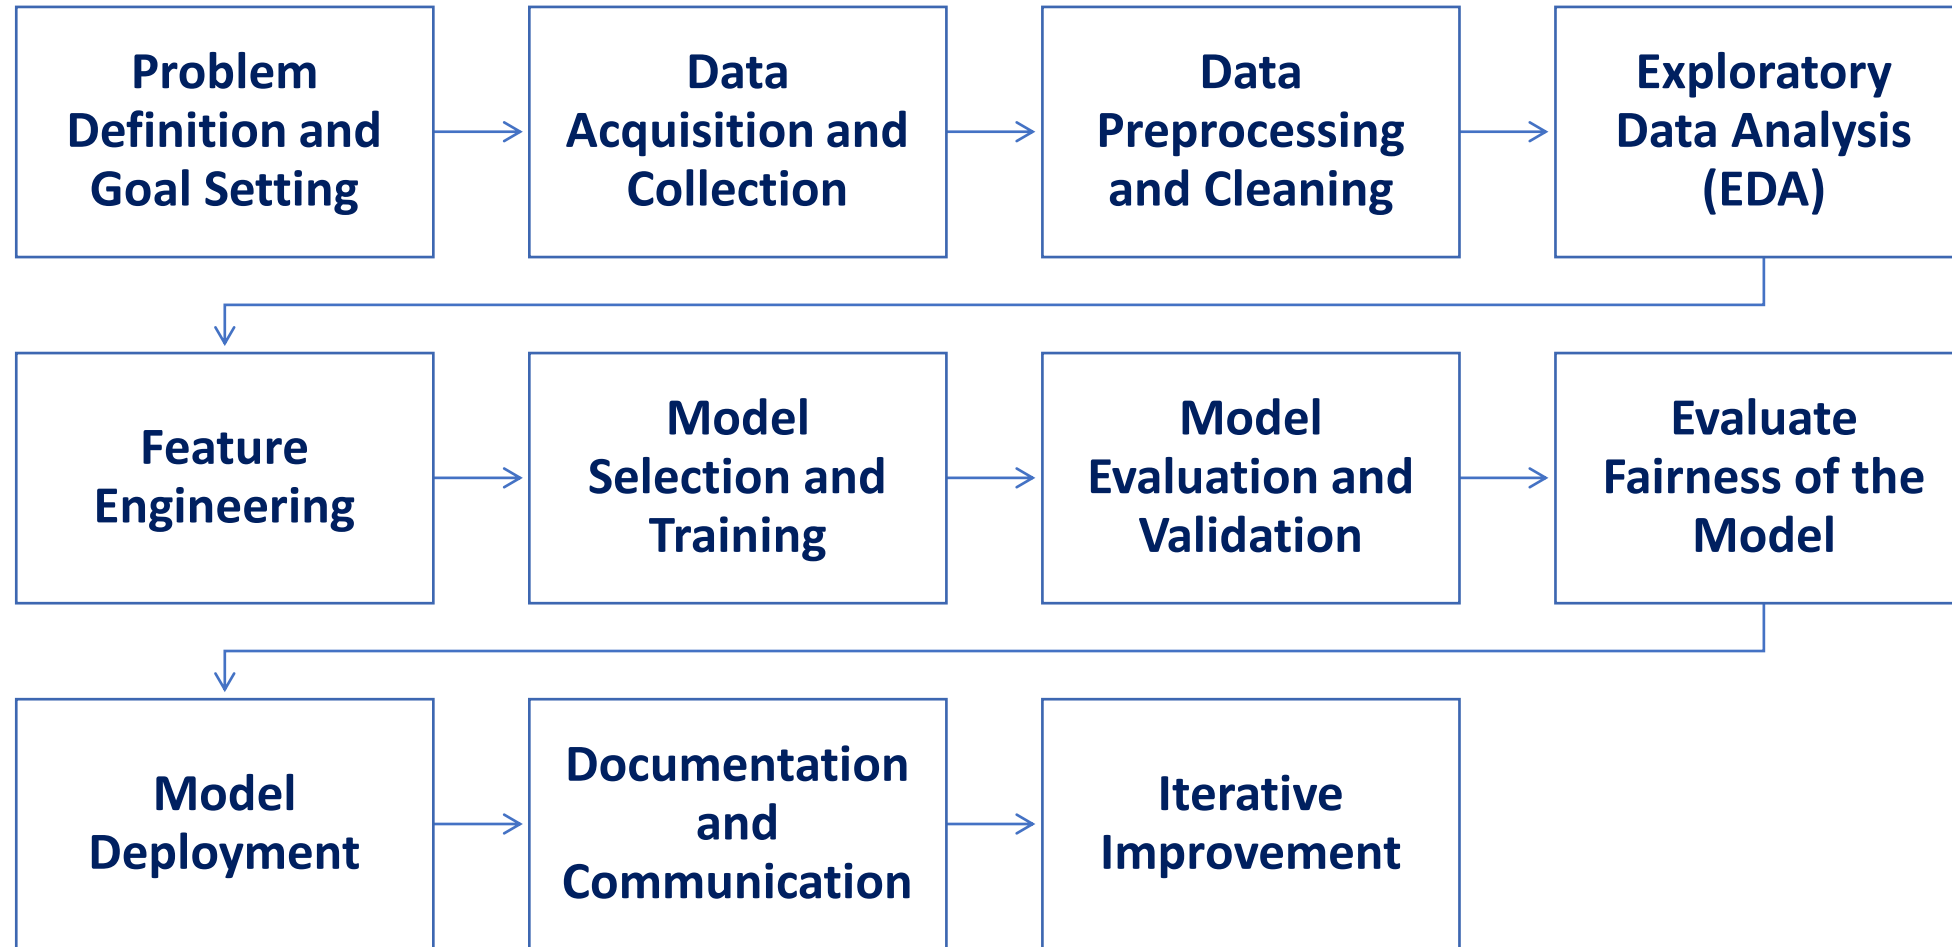 Problem
Definition and
Goal Setting
Data
Acquisition and
Collection
Data
Preprocessing
and Cleaning
Exploratory
Data Analysis
(EDA)
Feature
Engineering
Model
Selection and
Training
Model
Evaluation and
Validation
Evaluate
Fairness of the
Model
Model
Deployment
Documentation
and
Communication
Iterative
Improvement